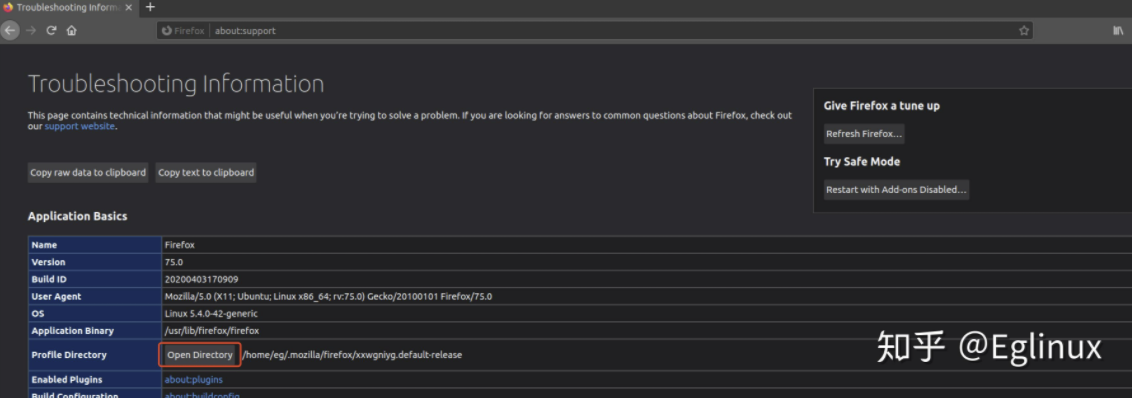 Troubleshooting Inform
Firefox
about:support
Troubleshooting Information
This page contains technical information that might be useful when you're trying to solve a problem. If you are looking for answers to common questions about Firefox, check out
our support website.
Give Firefox a tune up
Refresh Firefox...
Try Safe Mode
Restart with Add-ons Disabled...
Copy raw data to clipboard
Copy text to clipboard
Application Basics
Name Firefox
Version 75.0
Build ID 20200403170909
User Agent Mozilla/5.0 (X11; Ubuntu; Linux x86_64; rv:75.0) Gecko/20100101 Firefox/75.0
OS Linux 5.4.0-42-generic
Application Binary /usr/lib/firefox/firefox
Profile Directory Open Directory /home/eg/.mozilla/firefox/xxwgniyg.default-release
Enabled Plugins about:plugins
Build Configuration about:buildconfig
知乎 @Eglinux